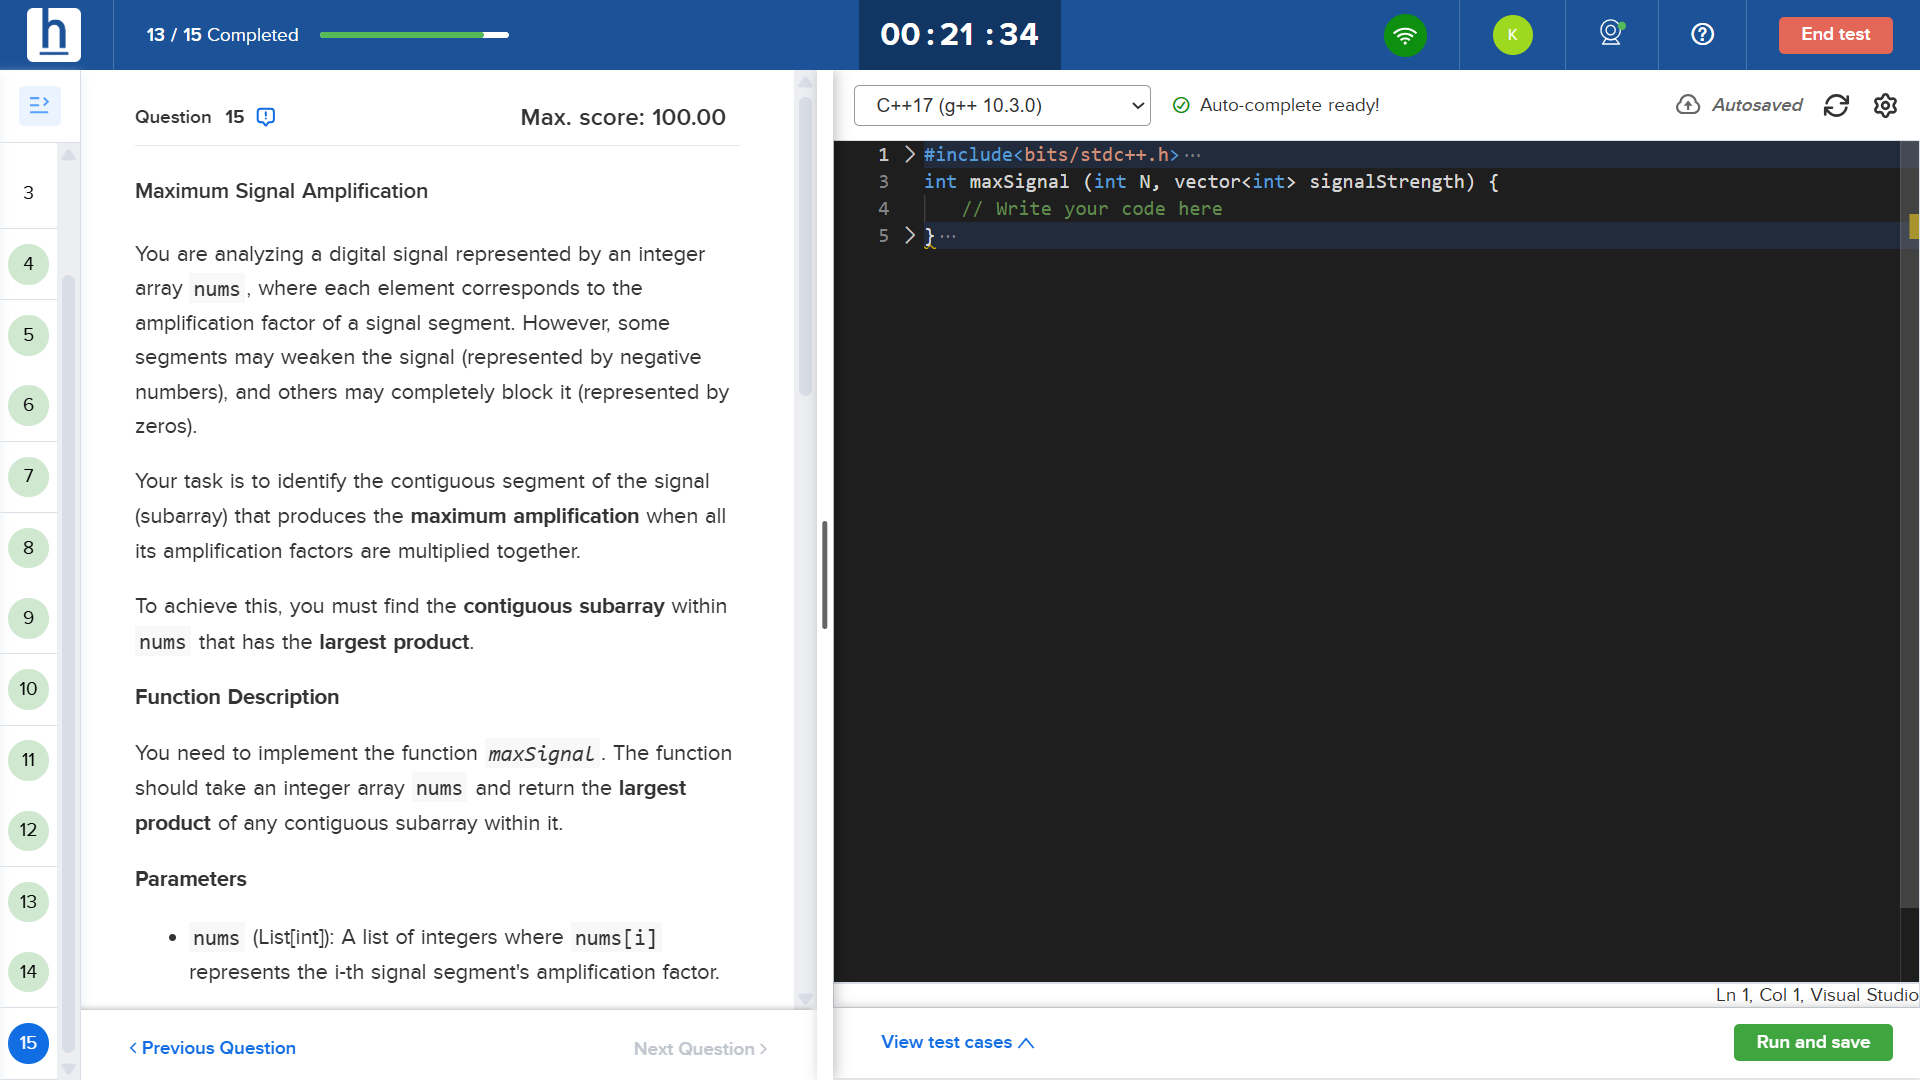 h
13 / 15 Completed
00 : 21 : 34
K
End test
Question 15
Max. score: 100.00
C++17 (g++ 10.3.0)
Auto-complete ready!
Autosaved
3
4
5
6
7
8
9
10
11
12
13
14
15
Maximum Signal Amplification
You are analyzing a digital signal represented by an integer
array nums, where each element corresponds to the
amplification factor of a signal segment. However, some
segments may weaken the signal (represented by negative
numbers), and others may completely block it (represented by
zeros).
Your task is to identify the contiguous segment of the signal
(subarray) that produces the maximum amplification when all
its amplification factors are multiplied together.
To achieve this, you must find the contiguous subarray within
nums that has the largest product.
Function Description
You need to implement the function maxSignal. The function
should take an integer array nums and return the largest
product of any contiguous subarray within it.
Parameters
• nums (List[int]): A list of integers where nums[i]
represents the i-th signal segment's amplification factor.
< Previous Question
Next Question >
1 > #include<bits/stdc++.h>···
3 int maxSignal (int N, vector<int> signalStrength) {
4 // Write your code here
5 > }···
Ln 1, Col 1, Visual Studio
View test cases
Run and save